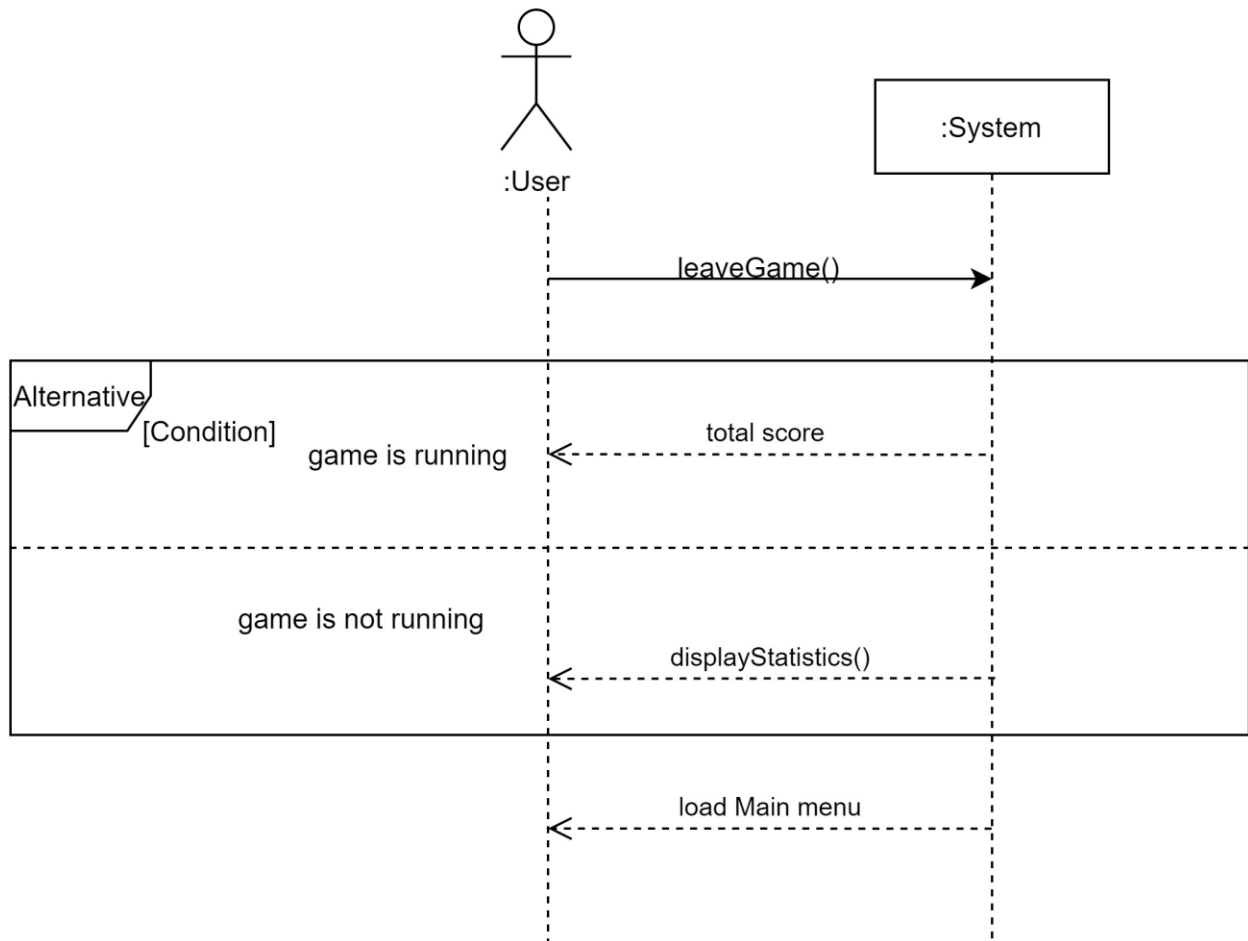 :System
:User
leaveGame()
Alternative
[Condition]
total score
game is running
game is not running
displayStatistics()
load Main menu